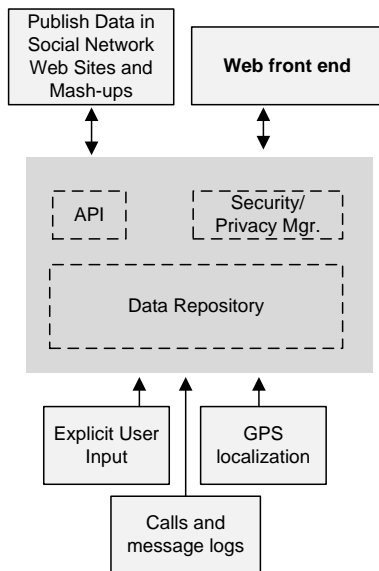 Publish Data in
Social Network
Web Sites and
Mash-ups
Web front end
API
Security/
Privacy Mgr.
Data Repository
Explicit User
Input
GPS
localization
Calls and
message logs